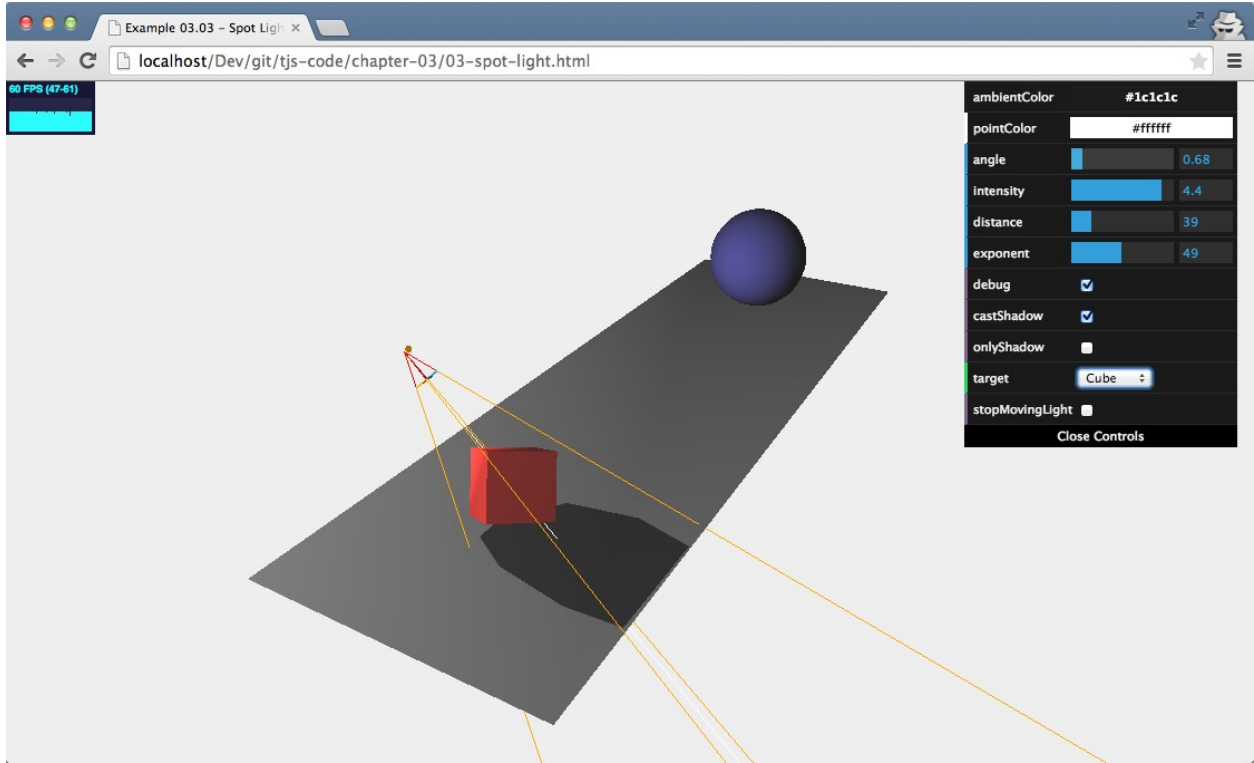 Example 03.03 – Spot Ligh
localhost/Dev/git/tjs-code/chapter-03/03-spot-light.html
60 FPS (47-61)
ambientColor #1c1c1c
pointColor #ffffff
angle 0.68
intensity 4.4
distance 39
exponent 49
debug
castShadow
onlyShadow
target Cube
stopMovingLight
Close Controls